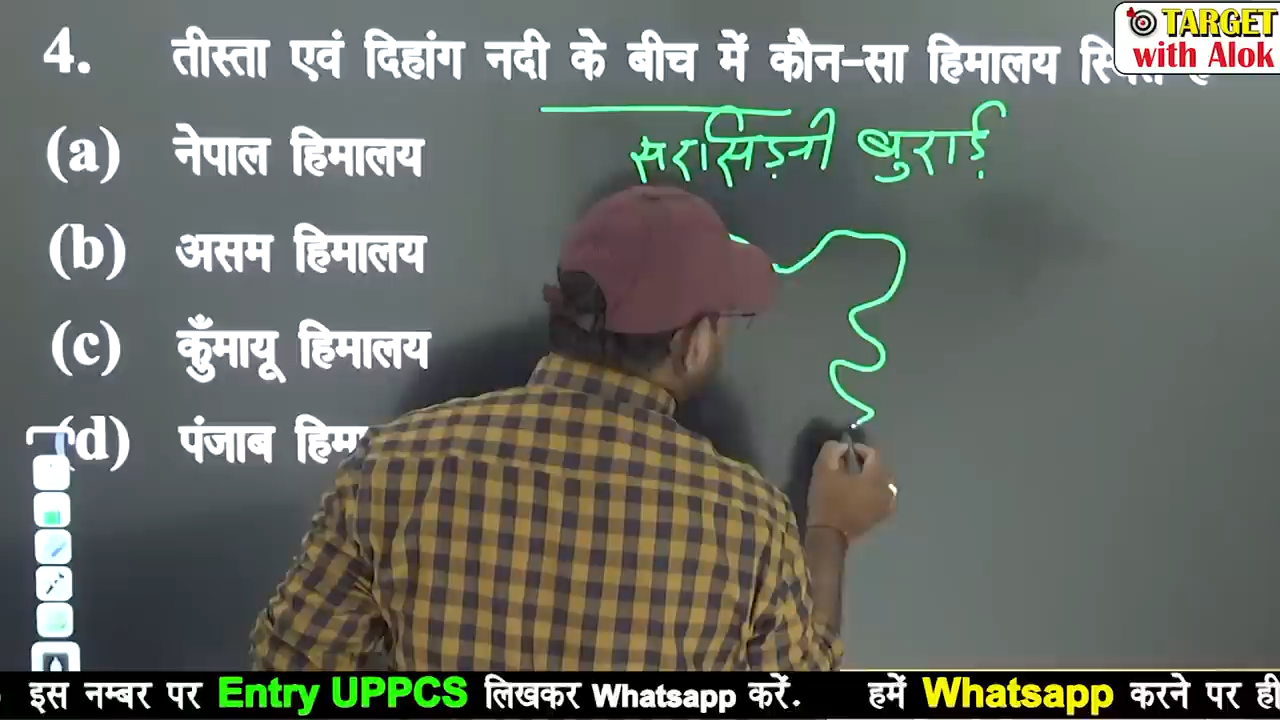 TARGET
with Alok
4. तीस्ता एवं दिहांग नदी के बीच में कौन-सा हिमालय
(a) नेपाल हिमालय
(b) असम हिमालय
(c) कुँमायू हिमालय
(d) पंजाब
बुराई
इस नम्बर पर Entry UPPCS लिखकर Whatsapp करें. हमें Whatsapp करने पर ही